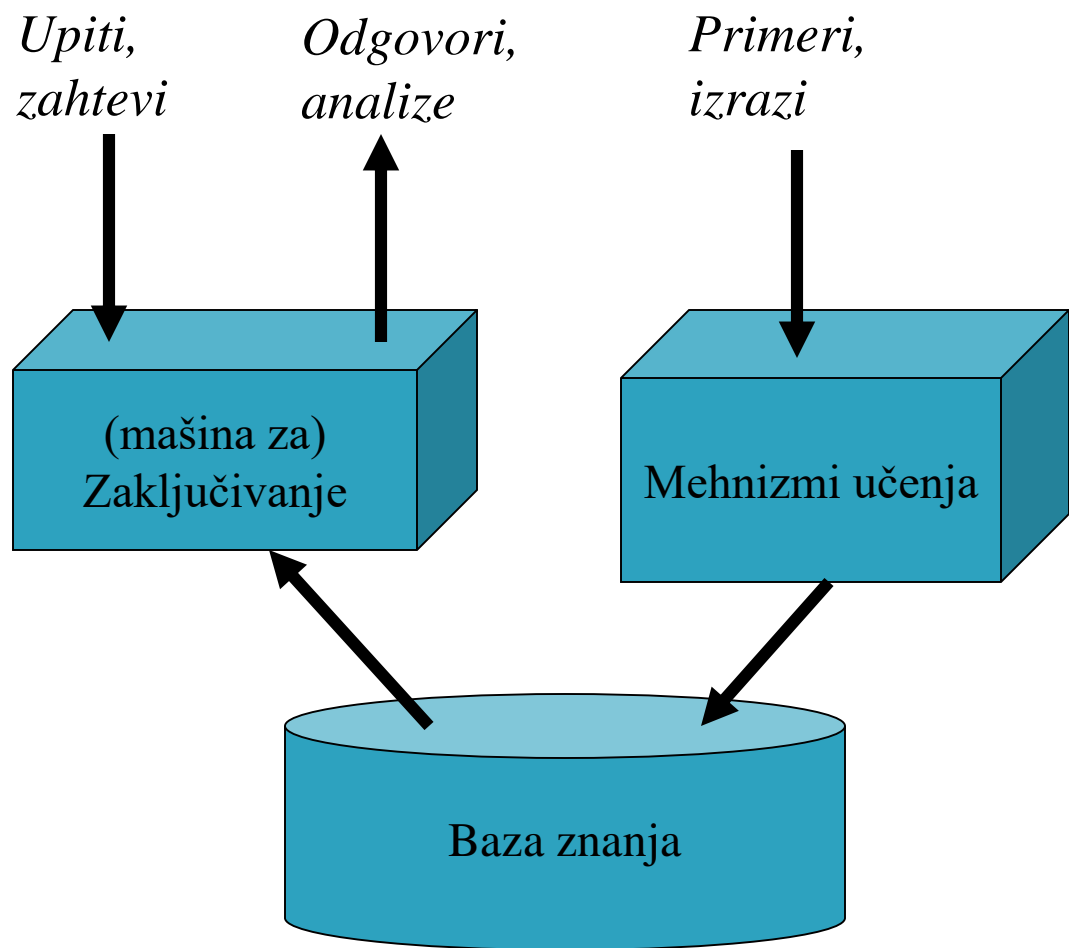 Upiti,
zahtevi
Odgovori,
analize
Primeri,
izrazi
(mašina za)
Zaključivanje
Mehnizmi učenja
Baza znanja